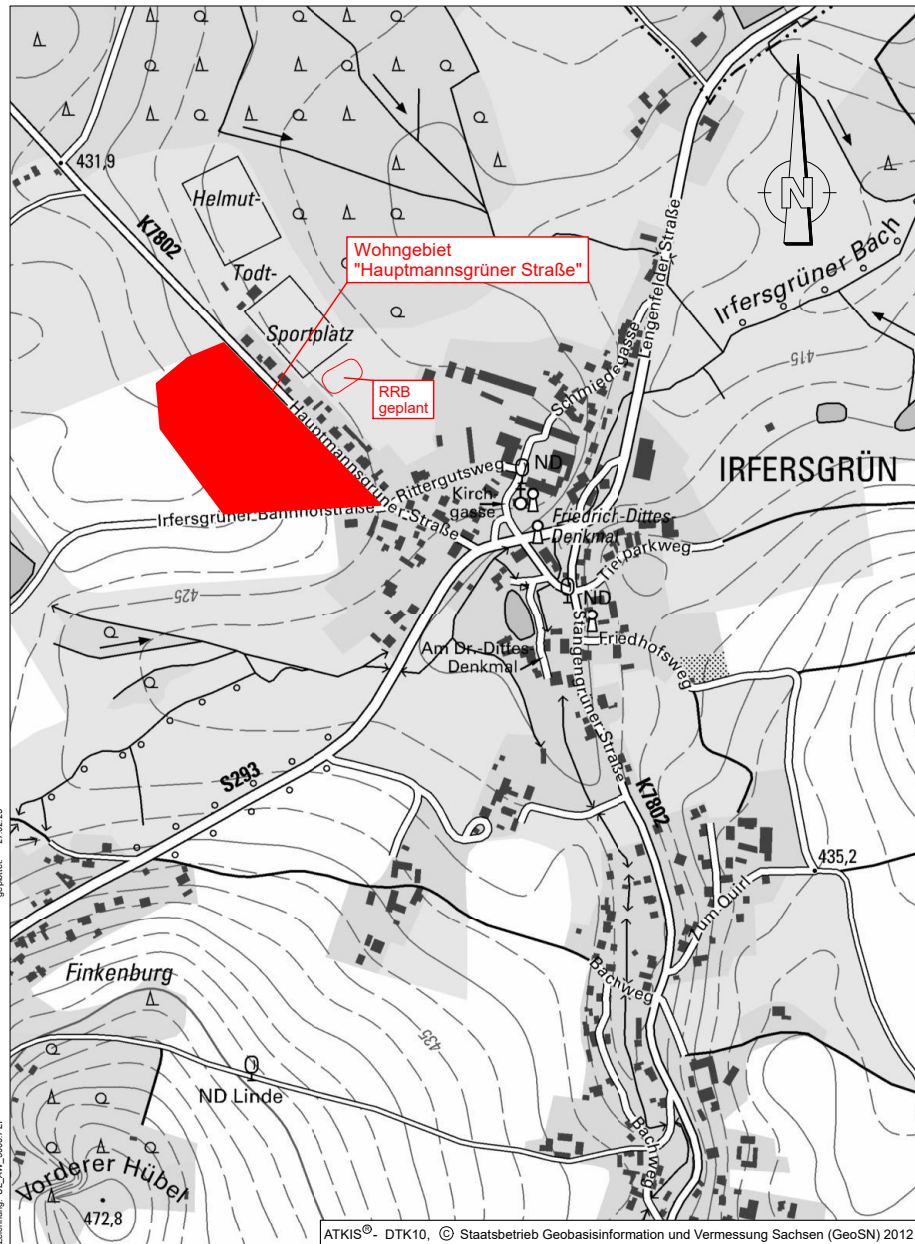 431,9
Helmut-
K7802
Todt-
Sportplatz
Wohngebiet
"Hauptmannsgrüner Straße"
RRB
geplant
N
Lengenfelder Straße
Irfersgrüner Bach
415
Schmiedegasse
IRFERSGRÜN
Hauptmannsgrüner Straße
Rittergutsweg
ND
Kirch-
gasse
Irfersgrüner Bahnhofstraße
Friedrich-Dittes-
Denkmal
Tierparkweg
ND
425
Am Dr.-Dittes-
Denkmal
Friedhofsweg
Stangengrüner Straße
S293
K7802
435,2
Zum Quirl
Finkenburg
Bachweg
435
ND Linde
Bachweg
Vorderer Hübel
472,8
ATKIS®- DTK10, © Staatsbetrieb Geobasisinformation und Vermessung Sachsen (GeoSN) 2012